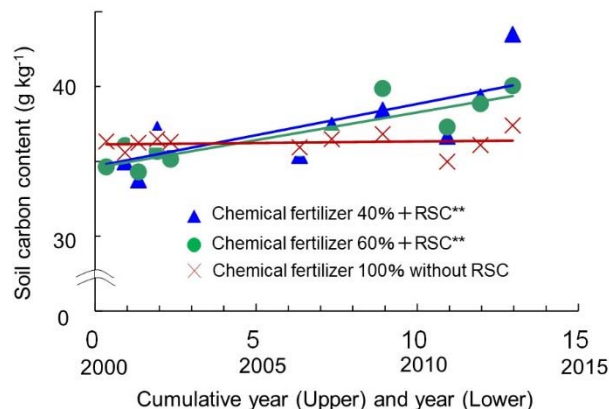 Soil carbon content (g kg⁻¹)
40
30
0
▲ Chemical fertilizer 40%+RSC**
● Chemical fertilizer 60%+RSC**
× Chemical fertilizer 100% without RSC
0 5 10 15
2000 2005 2010 2015
Cumulative year (Upper) and year (Lower)